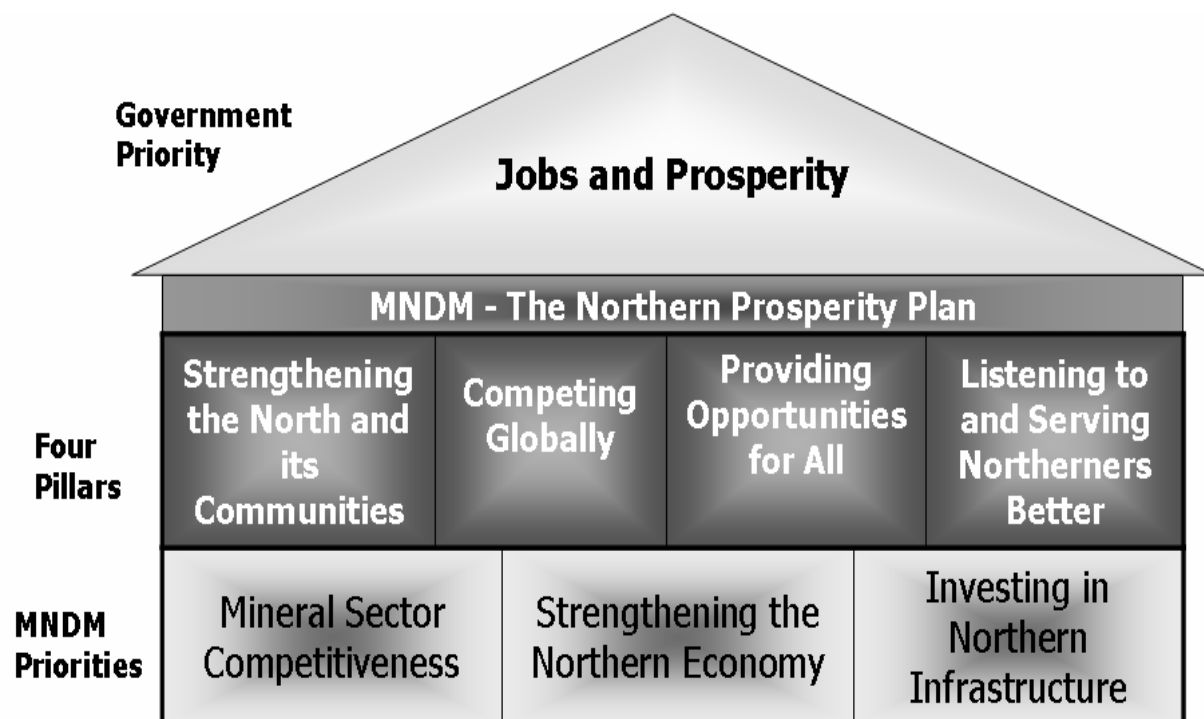 Government
Priority
Jobs and Prosperity
MNDM - The Northern Prosperity Plan
Four
Pillars
Strengthening
the North and
its
Communities
Competing
Globally
Providing
Opportunities
for All
Listening to
and Serving
Northerners
Better
MNDM
Priorities
Mineral Sector
Competitiveness
Strengthening the
Northern Economy
Investing in
Northern
Infrastructure